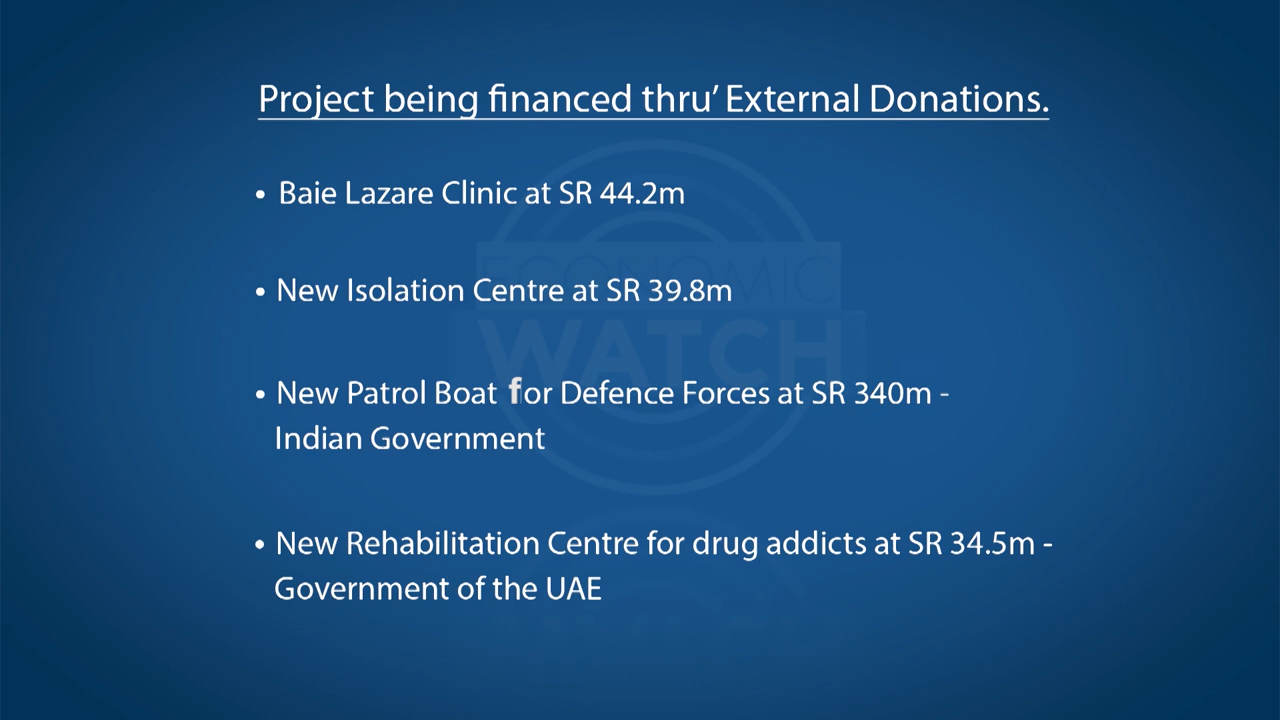 Project being financed thru’ External Donations.
• Baie Lazare Clinic at SR 44.2m
• New Isolation Centre at SR 39.8m
ECONOMIC
WATCH
• New Patrol Boat for Defence Forces at SR 340m -
Indian Government
• New Rehabilitation Centre for drug addicts at SR 34.5m -
Government of the UAE